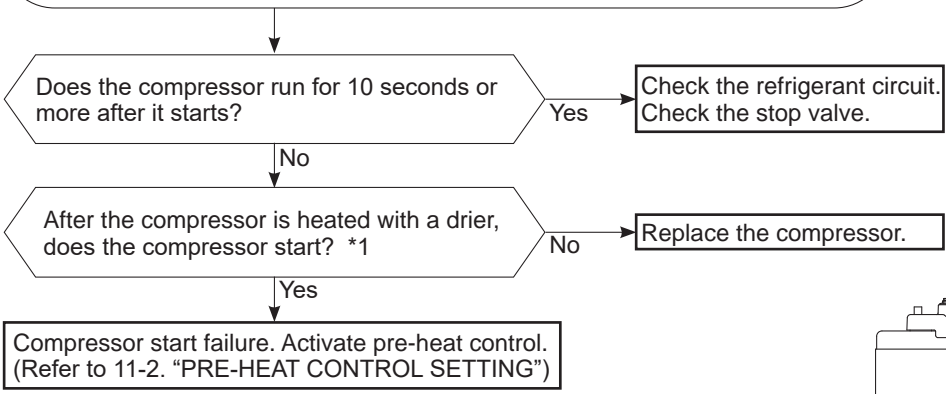 Does the compressor run for 10 seconds or
more after it starts?
Yes
Check the refrigerant circuit.
Check the stop valve.
No
After the compressor is heated with a drier,
does the compressor start? *1
No
Replace the compressor.
Yes
Compressor start failure. Activate pre-heat control.
(Refer to 11-2. “PRE-HEAT CONTROL SETTING”)